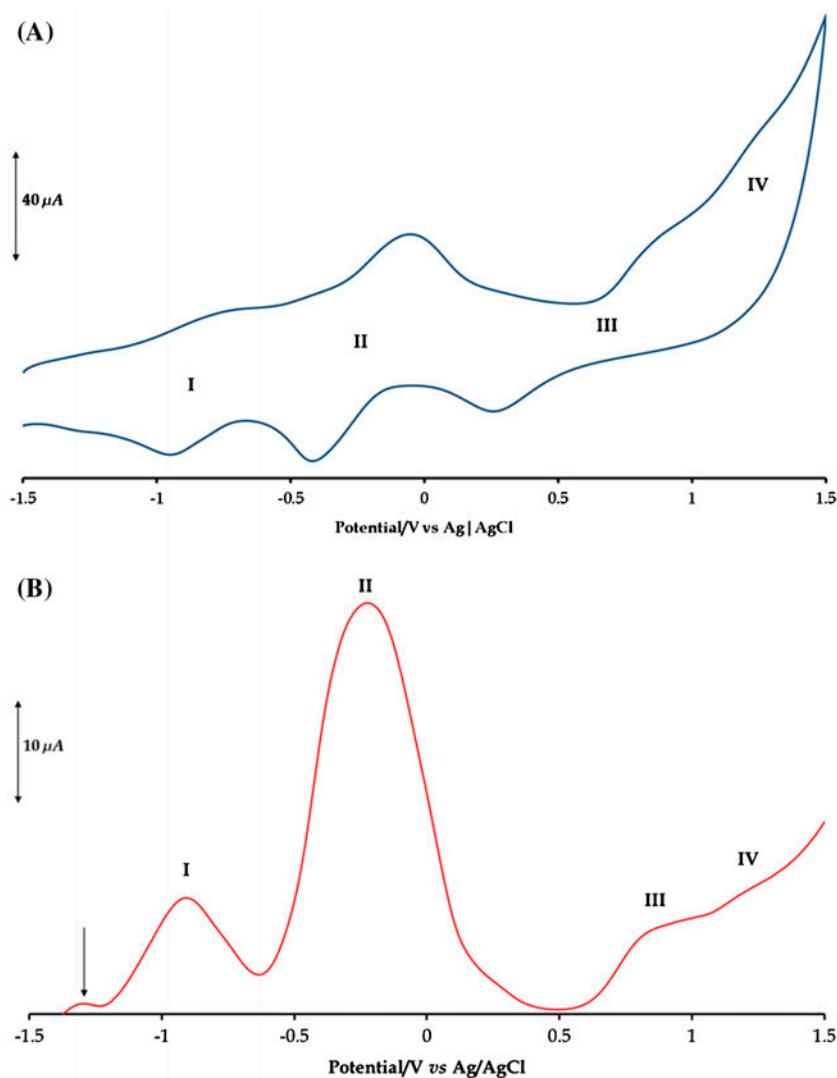 (A)
40 μA
IV
III
II
I
-1.5 -1 -0.5 0 0.5 1 1.5
Potential/V vs Ag|AgCl
(B)
II
10 μA
I
IV
III
-1.5 -1 -0.5 0 0.5 1 1.5
Potential/V vs Ag/AgCl